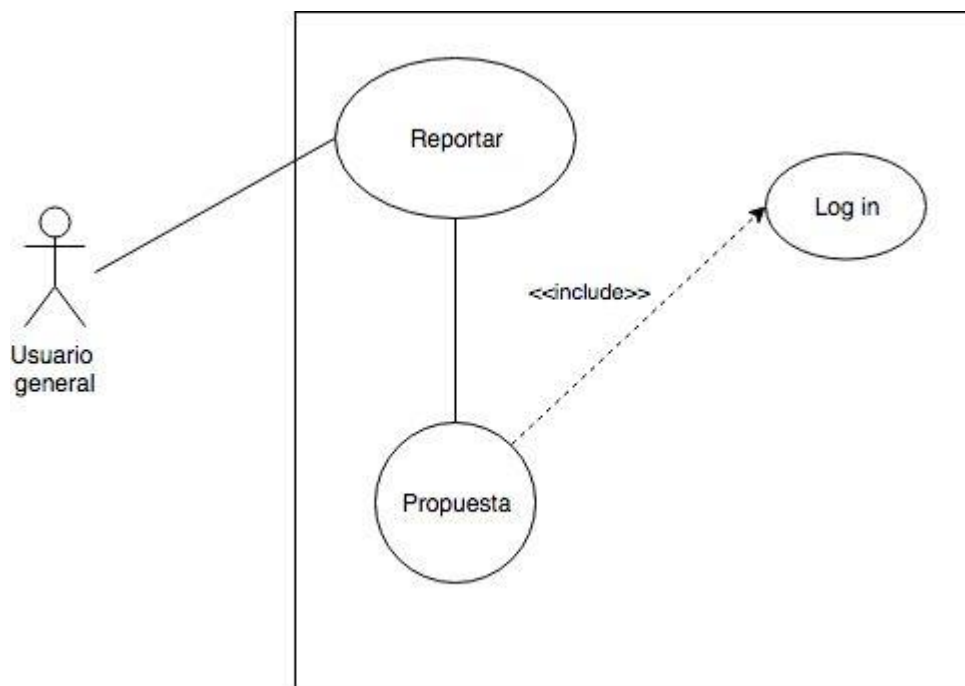 Reportar
Log in
<<include>>
Usuario
general
Propuesta